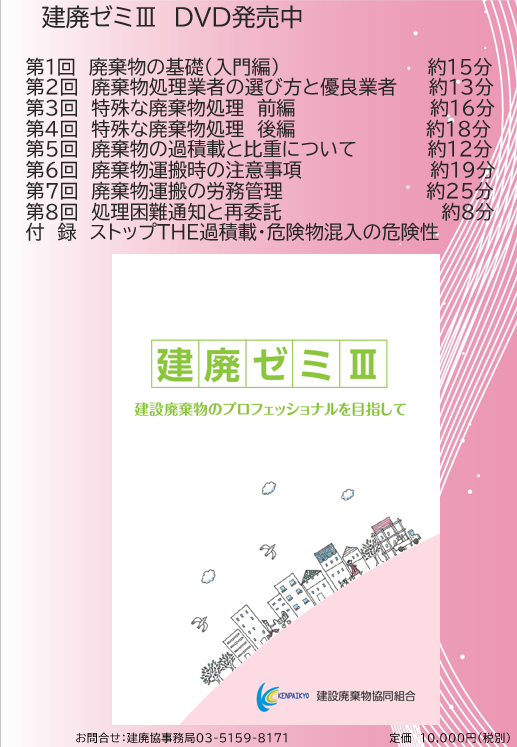 建廃ゼミⅢ DVD発売中
第1回 廃棄物の基礎(入門編) 約15分
第2回 廃棄物処理業者の選び方と優良業者 約13分
第3回 特殊な廃棄物処理 前編 約16分
第4回 特殊な廃棄物処理 後編 約18分
第5回 廃棄物の過積載と比重について 約12分
第6回 廃棄物運搬時の注意事項 約19分
第7回 廃棄物運搬の労務管理 約25分
第8回 処理困難通知と再委託 約8分
付 録 ストップTHE過積載・危険物混入の危険性
建廃ゼミⅢ
建設廃棄物のプロフェッショナルを目指して
KENPAIKYO 建設廃棄物協同組合
お問合せ:建廃協事務局03-5159-8171 定価 10.000円(税別)